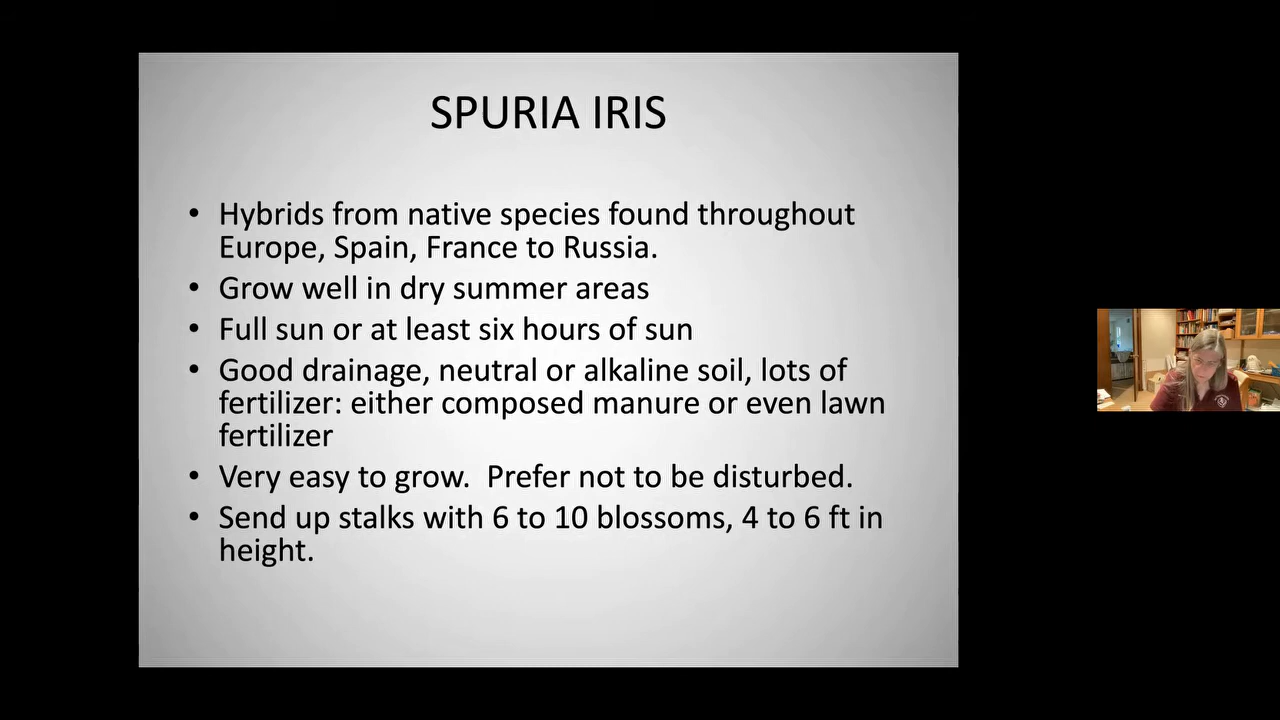 SPURIA IRIS
• Hybrids from native species found throughout
Europe, Spain, France to Russia.
• Grow well in dry summer areas
• Full sun or at least six hours of sun
• Good drainage, neutral or alkaline soil, lots of
fertilizer: either composed manure or even lawn
fertilizer
• Very easy to grow.  Prefer not to be disturbed.
• Send up stalks with 6 to 10 blossoms, 4 to 6 ft in
height.